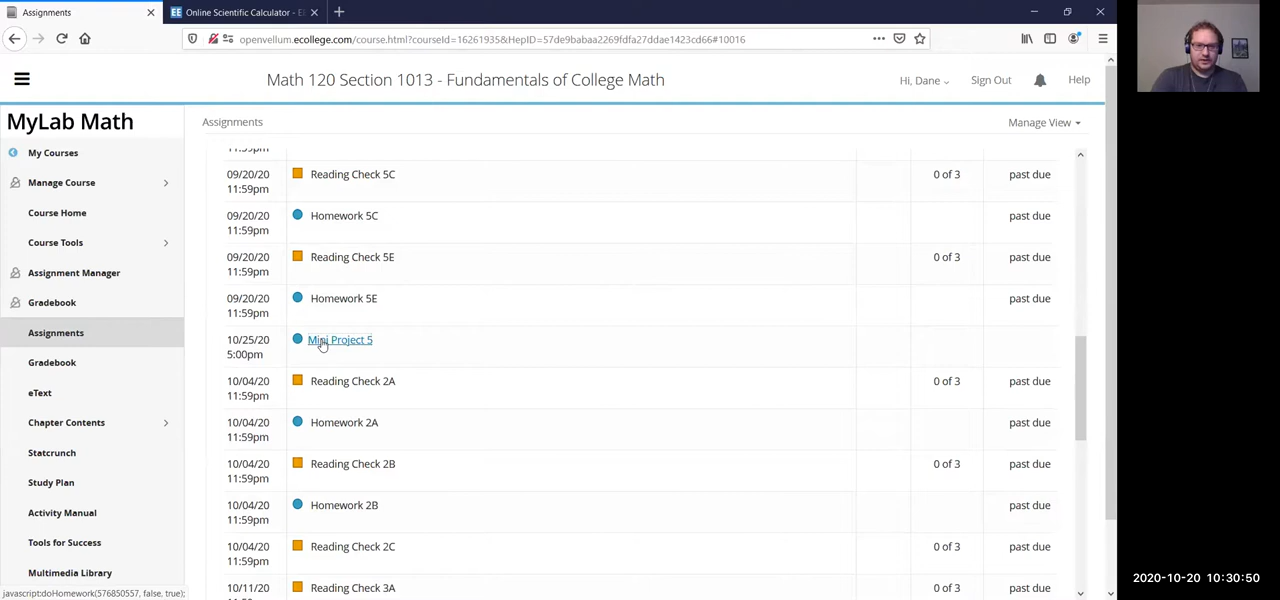 Assignments
EE Online Scientific Calculator - El
openvellum.ecollege.com/course.html?courseId=16261935&HepID=57de9babaa2269fdfa27ddae1423cd66#10016
Math 120 Section 1013 - Fundamentals of College Math
Hi, Dane
Sign Out
Help
MyLab Math
My Courses
Manage Course
Course Home
Course Tools
Assignment Manager
Gradebook
Assignments
Gradebook
eText
Chapter Contents
Statcrunch
Study Plan
Activity Manual
Tools for Success
Multimedia Library
javascript:doHomework(576850557, false, true);
Assignments
Manage View
11:59pm
09/20/20 Reading Check 5C 0 of 3 past due
11:59pm
09/20/20 Homework 5C past due
11:59pm
09/20/20 Reading Check 5E 0 of 3 past due
11:59pm
09/20/20 Homework 5E past due
11:59pm
10/25/20 Mini Project 5
5:00pm
10/04/20 Reading Check 2A 0 of 3 past due
11:59pm
10/04/20 Homework 2A past due
11:59pm
10/04/20 Reading Check 2B 0 of 3 past due
11:59pm
10/04/20 Homework 2B past due
11:59pm
10/04/20 Reading Check 2C 0 of 3 past due
11:59pm
10/11/20 Reading Check 3A 0 of 3 past due
2020-10-20 10:30:50